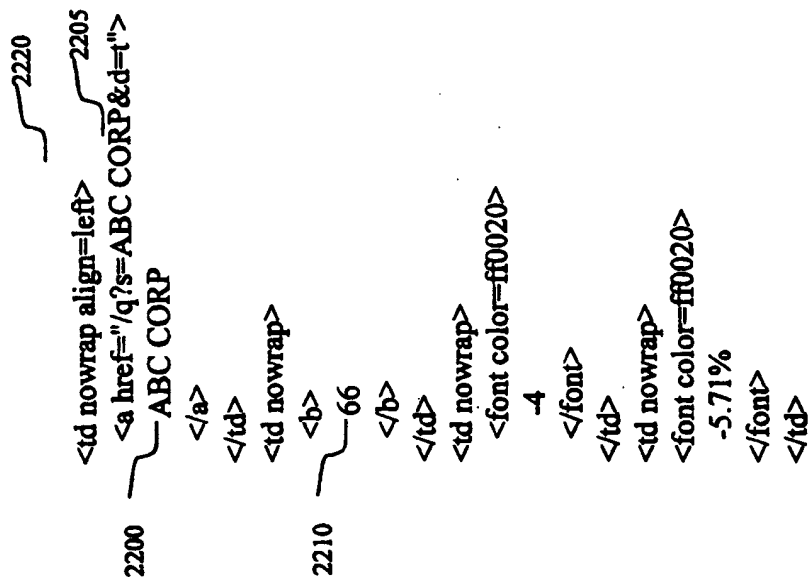 2220
2205
<td nowrap align=left>
<a href="/q?s=ABC CORP&d=t">
2200
ABC CORP
</a>
</td>
<td nowrap>
<b>
2210
66
</b>
</td>
<td nowrap>
<font color=ff0020>
-4
</font>
</td>
<td nowrap>
<font color=ff0020>
-5.71%
</font>
</td>